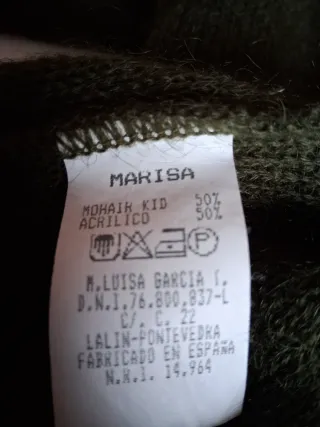 MARISA
MOHAIR KID 50%
ACRILICO 50%
P
M.LUISA GARCIA I.
D.N.I.76.800.837-L
C/. C. 22
LALIN-PONTEVEDRA
FABRICADO EN ESPAÑA
N.R.I. 14.964